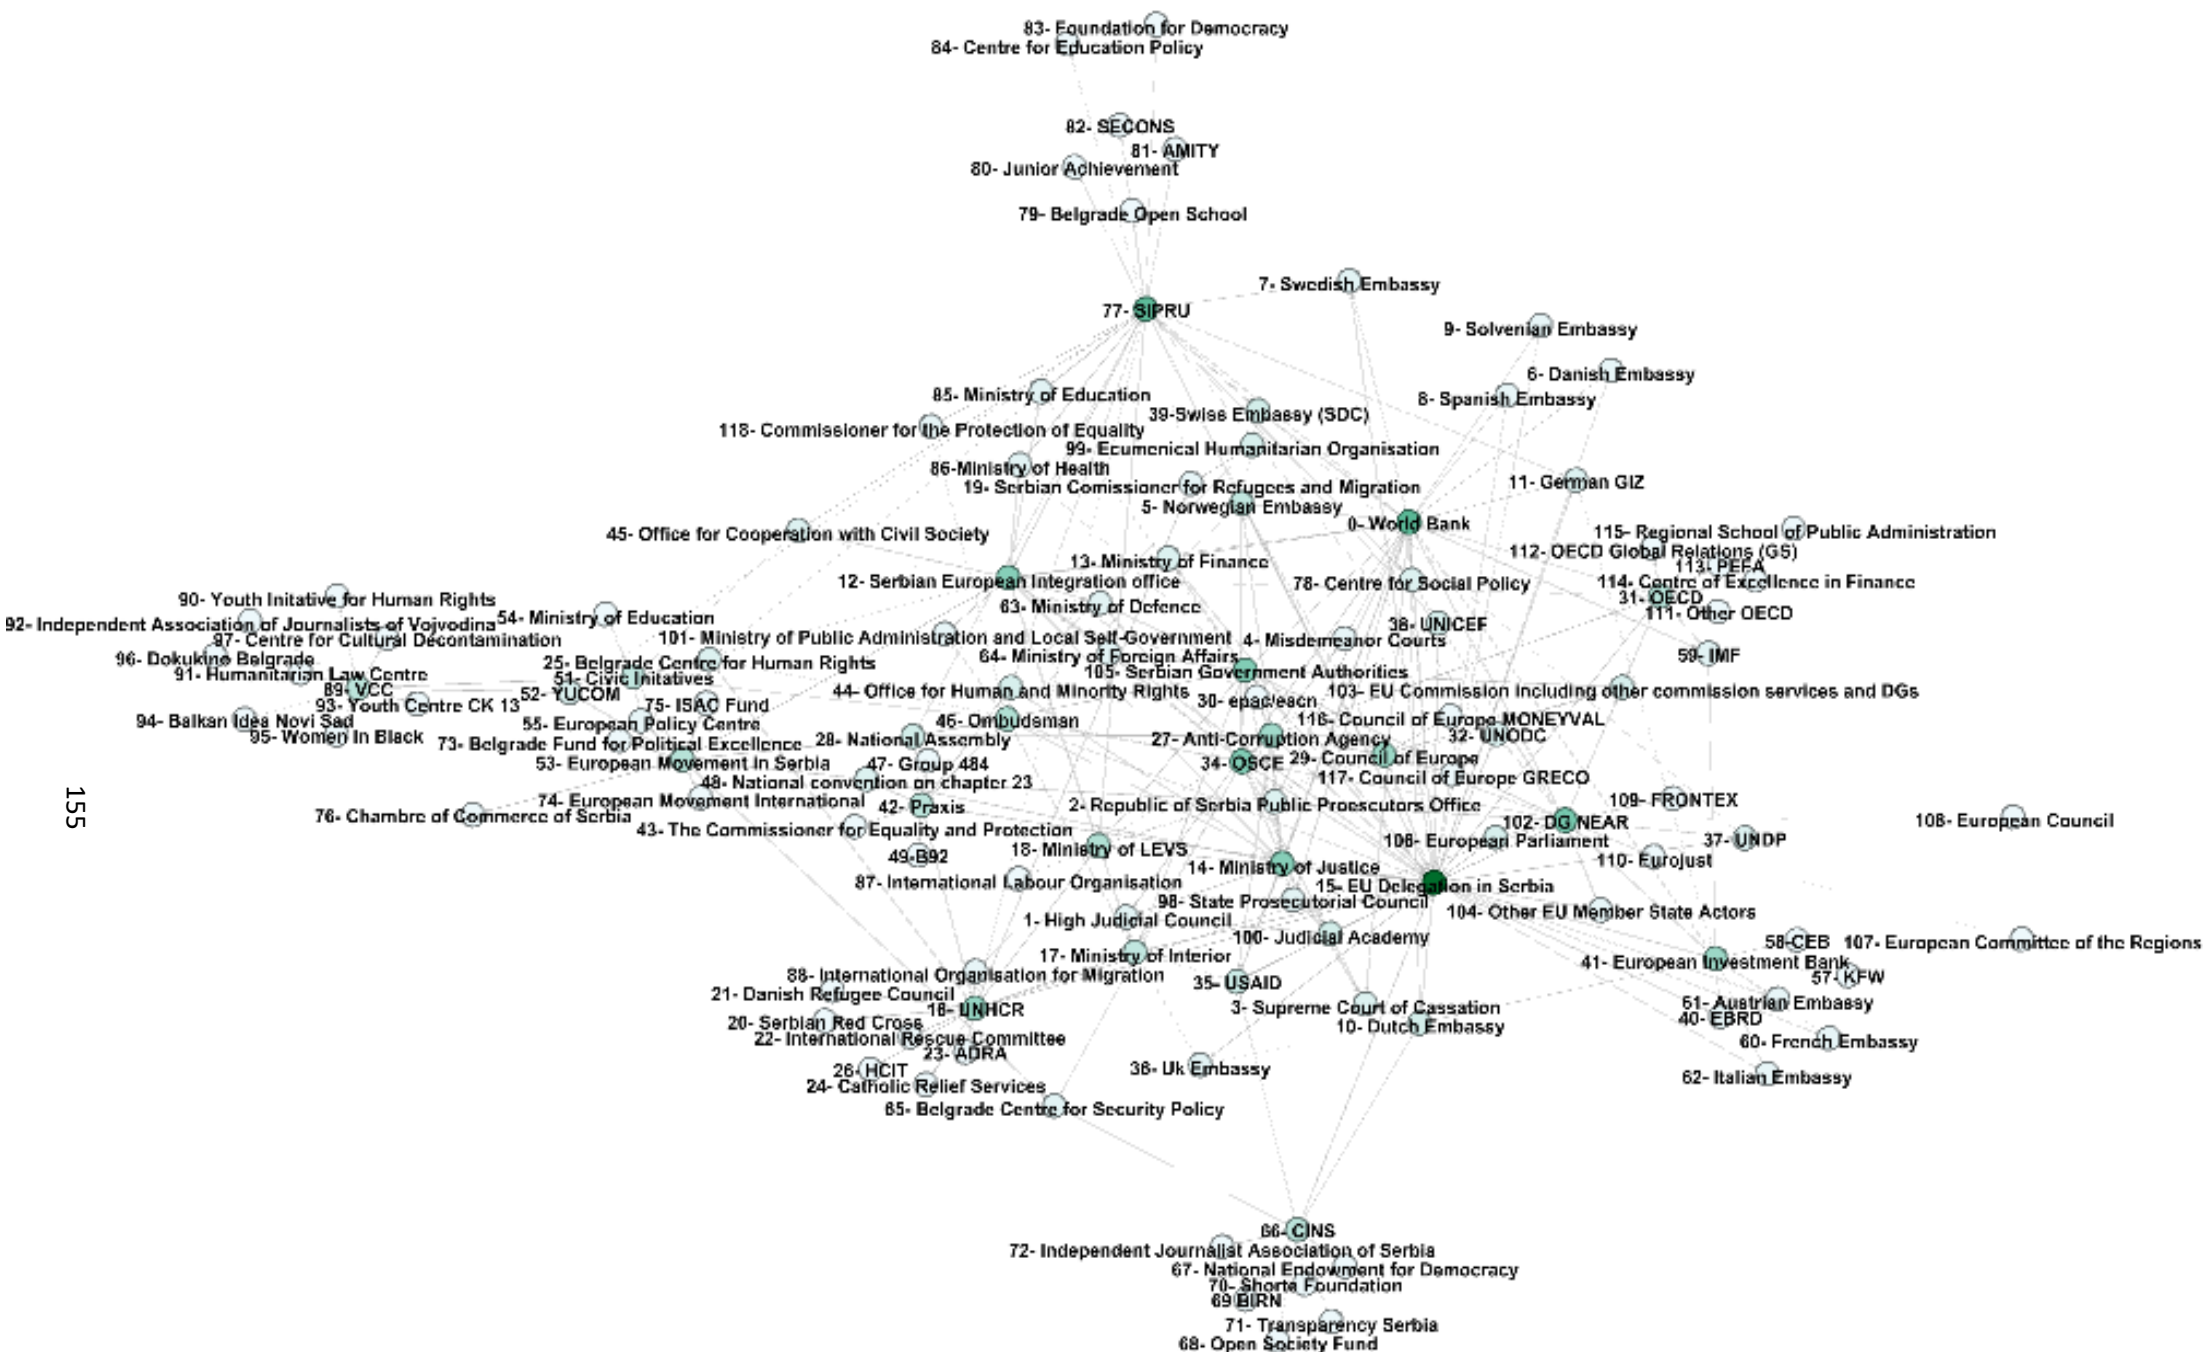 83- Foundation for Democracy
84- Centre for Education Policy
82- SECONS
81- AMITY
80- Junior Achievement
79- Belgrade Open School
7- Swedish Embassy
77- SIPRU
9- Solvenian Embassy
6- Danish Embassy
85- Ministry of Education
8- Spanish Embassy
39-Swiss Embassy (SDC)
118- Commissioner for the Protection of Equality
99- Ecumenical Humanitarian Organisation
86-Ministry of Health
11- German GIZ
19- Serbian Comissioner for Refugees and Migration
5- Norwegian Embassy
0- World Bank
115- Regional School of Public Administration
45- Office for Cooperation with Civil Society
112- OECD Global Relations (GS)
13- Ministry of Finance
113- PEFA
12- Serbian European Integration office
78- Centre for Social Policy
114- Centre of Excellence in Finance
31- OECD
90- Youth Initative for Human Rights
63- Ministry of Defence
111- Other OECD
54- Ministry of Education
92- Independent Association of Journalists of Vojvodina
38- UNICEF
101- Ministry of Public Administration and Local Self-Government
97- Centre for Cultural Decontamination
4- Misdemeanor Courts
64- Ministry of Foreign Affairs
59- IMF
96- Dokukino Belgrade
25- Belgrade Centre for Human Rights
105- Serbian Government Authorities
91- Humanitarian Law Centre
51- Civic Initatives
89- VCC
52- YUCOM
44- Office for Human and Minority Rights
103- EU Commission including other commission services and DGs
93- Youth Centre CK 13
75- ISAC Fund
30- epac/eacn
94- Balkan Idea Novi Sad
55- European Policy Centre
46- Ombudsman
116- Council of Europe MONEYVAL
95- Women In Black
73- Belgrade Fund for Political Excellence
28- National Assembly
27- Anti-Corruption Agency
32- UNODC
53- European Movement in Serbia
47- Group 484
34- OSCE
29- Council of Europe
48- National convention on chapter 23
117- Council of Europe GRECO
74- European Movement International
42- Praxis
2- Republic of Serbia Public Proescutors Office
109- FRONTEX
76- Chambre of Commerce of Serbia
43- The Commissioner for Equality and Protection
102- DG NEAR
108- European Council
106- European Parliament
37- UNDP
18- Ministry of LEVS
49-B92
110- Eurojust
14- Ministry of Justice
87- International Labour Organisation
15- EU Delegation in Serbia
98- State Prosecutorial Council
104- Other EU Member State Actors
1- High Judicial Council
100- Judicial Academy
58-CEB
107- European Committee of the Regions
17- Ministry of Interior
41- European Investment Bank
88- International Organisation for Migration
57- KFW
35- USAID
21- Danish Refugee Council
61- Austrian Embassy
16- UNHCR
3- Supreme Court of Cassation
40- EBRD
20- Serbian Red Cross
10- Dutch Embassy
22- International Rescue Committee
60- French Embassy
23- ADRA
26- HCIT
36- Uk Embassy
62- Italian Embassy
24- Catholic Relief Services
65- Belgrade Centre for Security Policy
66- CINS
72- Independent Journalist Association of Serbia
67- National Endowment for Democracy
70- Shorte Foundation
69 BIRN
71- Transparency Serbia
68- Open Society Fund
155